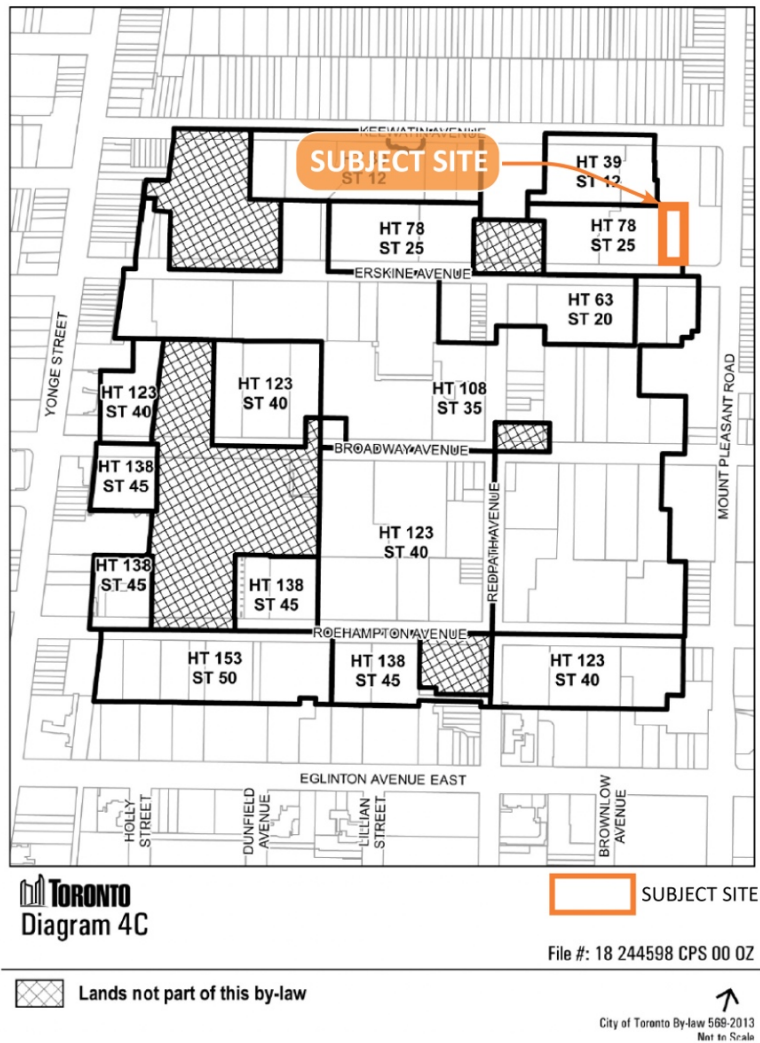 KEEWATIN AVENUE
SUBJECT SITE
ST 12
HT 39
ST 12
HT 78
ST 25
HT 78
ST 25
ERSKINE AVENUE
HT 63
ST 20
YONGE STREET
MOUNT PLEASANT ROAD
HT 123
ST 40
HT 123
ST 40
HT 108
ST 35
BROADWAY AVENUE
HT 138
ST 45
HT 123
ST 40
REDPATH AVENUE
HT 138
ST 45
HT 138
ST 45
ROEHAMPTON AVENUE
HT 153
ST 50
HT 138
ST 45
HT 123
ST 40
EGLINTON AVENUE EAST
HOLLY
STREET
DUNFIELD
AVENUE
LILLIAN
STREET
BROWNLOW
AVENUE
TORONTO
Diagram 4C
SUBJECT SITE
File #: 18 244598 CPS 00 OZ
Lands not part of this by-law
City of Toronto By-law 569-2013
Not to Scale